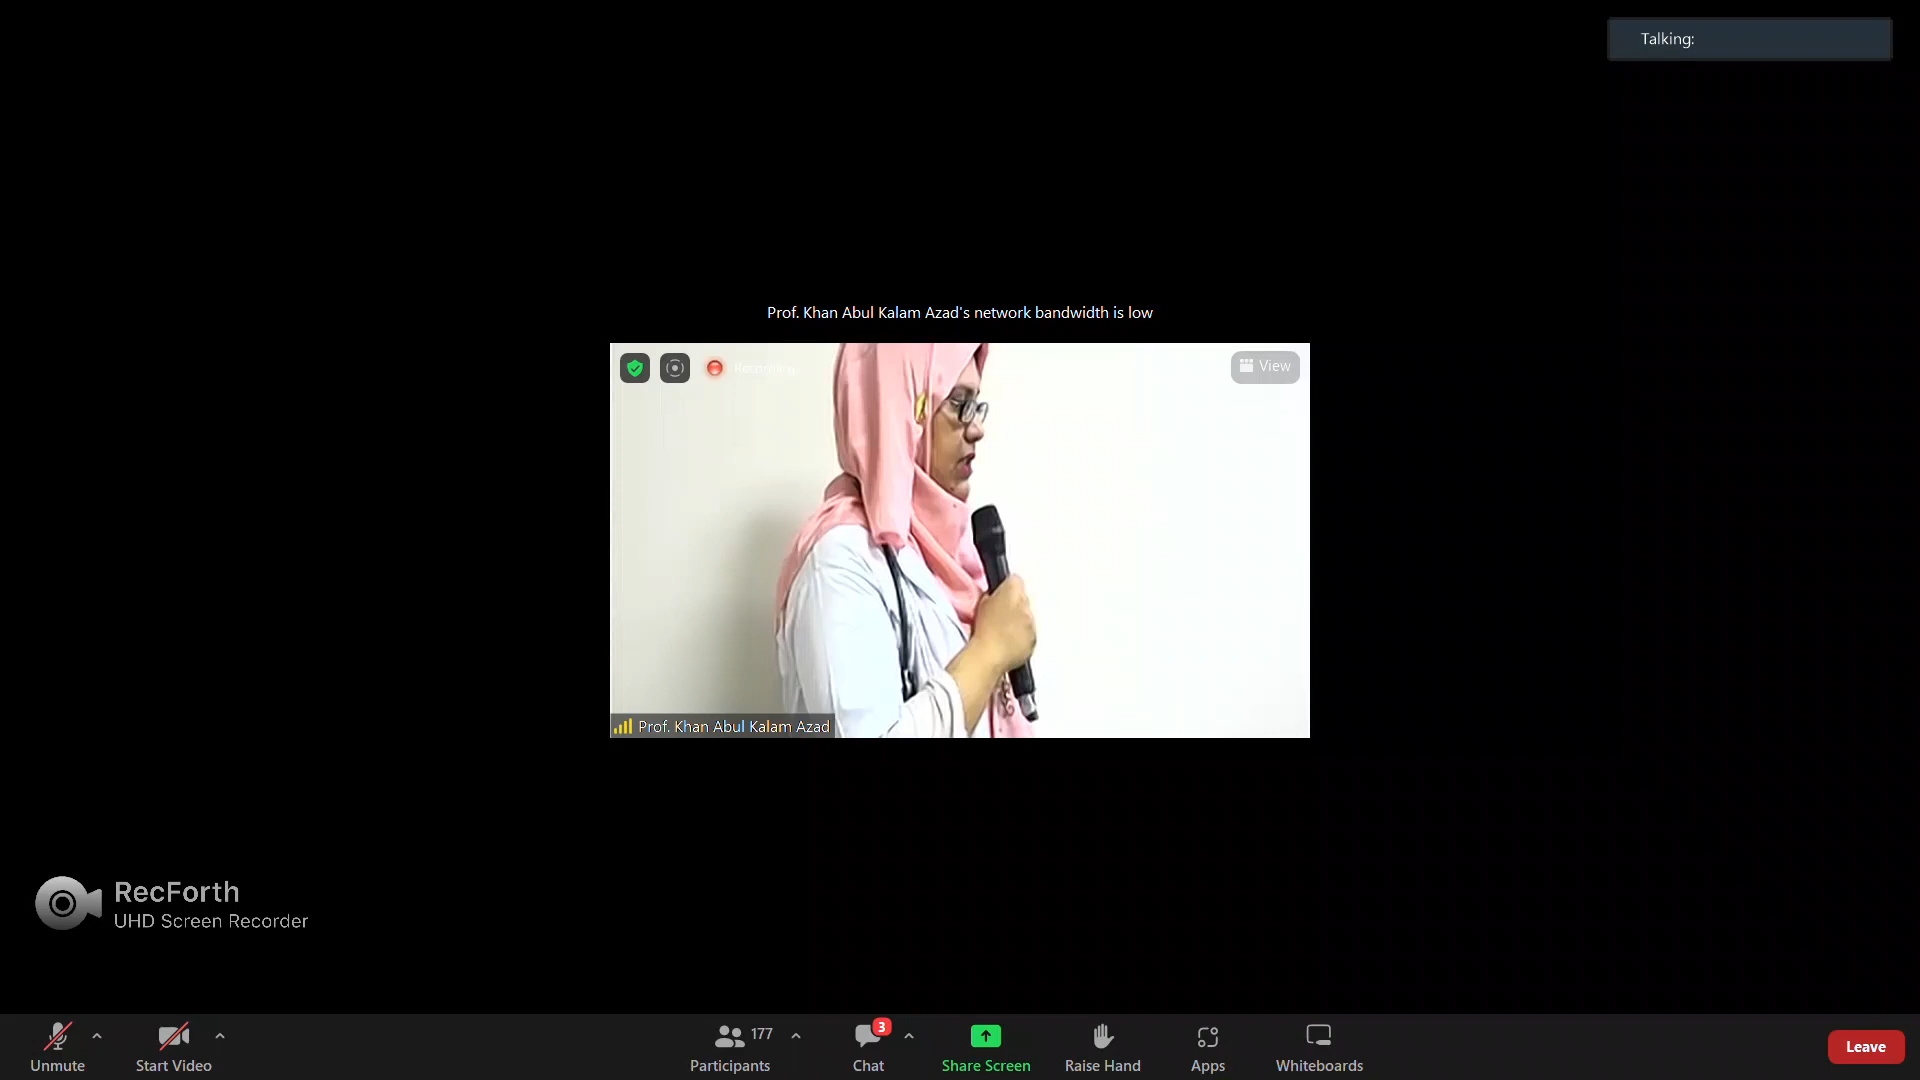 Talking:
Prof. Khan Abul Kalam Azad's network bandwidth is low
Recording
View
Prof. Khan Abul Kalam Azad
RecForth
UHD Screen Recorder
Unmute
Start Video
177
Participants
3
Chat
Share Screen
Raise Hand
Apps
Whiteboards
Leave